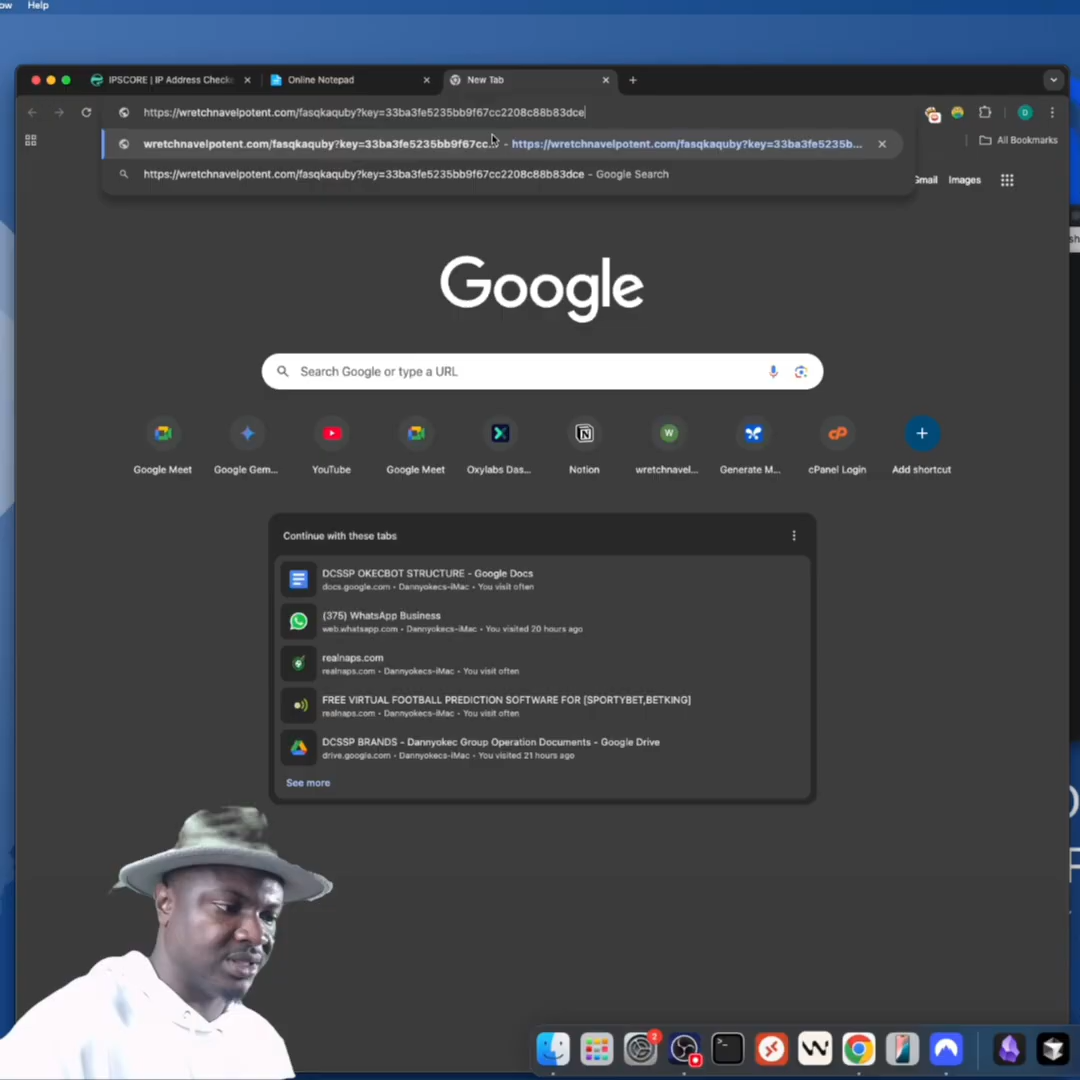 Help
IPSCORE | IP Address Check
Online Notepad
New Tab
https://wretchnavelpotent.com/fasqkaquby?key=33ba3fe5235bb9f67cc2208c88b83dce
All Bookmarks
wretchnavelpotent.com/fasqkaquby?key=33ba3fe5235bb9f67cc... - https://wretchnavelpotent.com/fasqkaquby?key=33ba3fe5235b...
https://wretchnavelpotent.com/fasqkaquby?key=33ba3fe5235bb9f67cc2208c88b83dce - Google Search
Gmail Images
Google
Search Google or type a URL
Google Meet
Google Gem...
YouTube
Google Meet
Oxylabs Das...
Notion
wretchnavel...
Generate M...
cPanel Login
Add shortcut
Continue with these tabs
DCSSP OKECBOT STRUCTURE - Google Docs
docs.google.com • Dannyokecs-iMac • You visit often
(375) WhatsApp Business
web.whatsapp.com • Dannyokecs-iMac • You visited 20 hours ago
realnaps.com
realnaps.com • Dannyokecs-iMac • You visit often
FREE VIRTUAL FOOTBALL PREDICTION SOFTWARE FOR [SPORTYBET,BETKING]
realnaps.com • Dannyokecs-iMac • You visit often
DCSSP BRANDS - Dannyokec Group Operation Documents - Google Drive
drive.google.com • Dannyokecs-iMac • You visited 21 hours ago
See more
2